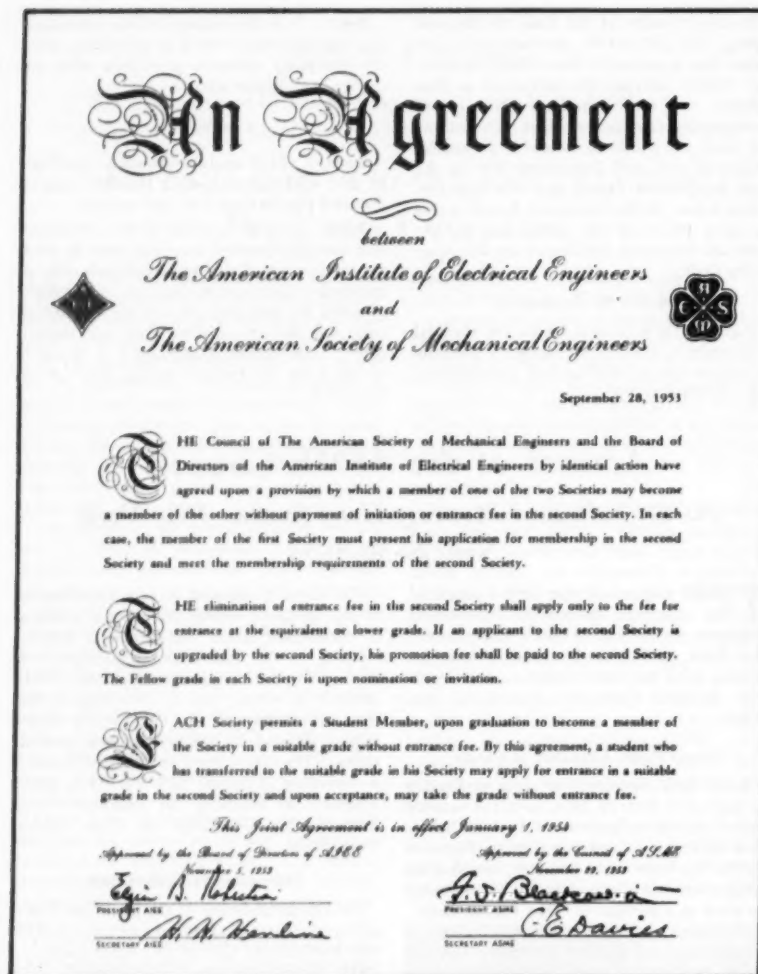 An Agreement
between
The American Institute of Electrical Engineers
and
The American Society of Mechanical Engineers
September 28, 1953
THE Council of The American Society of Mechanical Engineers and the Board of
Directors of the American Institute of Electrical Engineers by identical action have
agreed upon a provision by which a member of one of the two Societies may become
a member of the other without payment of initiation or entrance fee in the second Society. In each
case, the member of the first Society must present his application for membership in the second
Society and meet the membership requirements of the second Society.
THE elimination of entrance fee in the second Society shall apply only to the fee for
entrance at the equivalent or lower grade. If an applicant to the second Society is
upgraded by the second Society, his promotion fee shall be paid to the second Society.
The Fellow grade in each Society is upon nomination or invitation.
EACH Society permits a Student Member, upon graduation to become a member of
the Society in a suitable grade without entrance fee. By this agreement, a student who
has transferred to the suitable grade in his Society may apply for entrance in a suitable
grade in the second Society and upon acceptance, may take the grade without entrance fee.
This Joint Agreement is in effect January 1, 1954
Approved by the Board of Directors of AIEE
November 5, 1953
Elgin B. Robertson
PRESIDENT AIEE
H. H. Henline
SECRETARY AIEE
Approved by the Council of ASME
November 29, 1953
PRESIDENT ASME
C E Davies
SECRETARY ASME